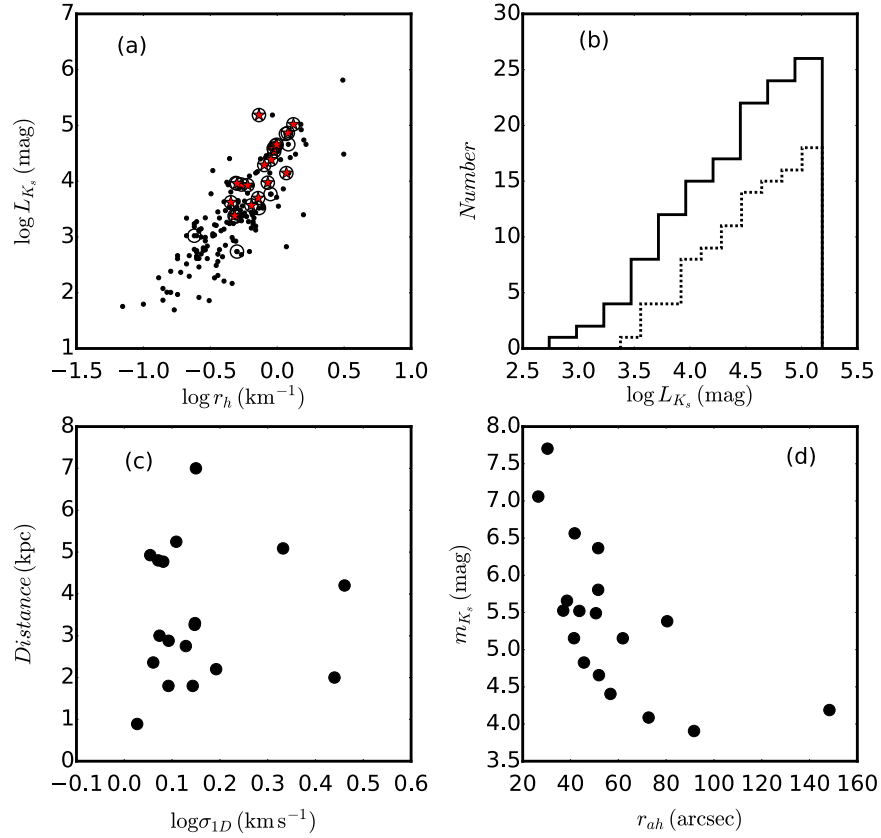 (a)
7
6
5
4
3
2
1
log L_{K_s} (mag)
−1.5 −1.0 −0.5 0.0 0.5 1.0
log r_h (km^{-1})
(b)
30
25
20
15
10
5
0
Number
2.5 3.0 3.5 4.0 4.5 5.0 5.5
log L_{K_s} (mag)
(c)
8
7
6
5
4
3
2
1
0
Distance (kpc)
−0.1 0.0 0.1 0.2 0.3 0.4 0.5 0.6
logσ_{1D} (km s^{-1})
(d)
8.0
7.5
7.0
6.5
6.0
5.5
5.0
4.5
4.0
3.5
m_{K_s} (mag)
20 40 60 80 100 120 140 160
r_{ah} (arcsec)